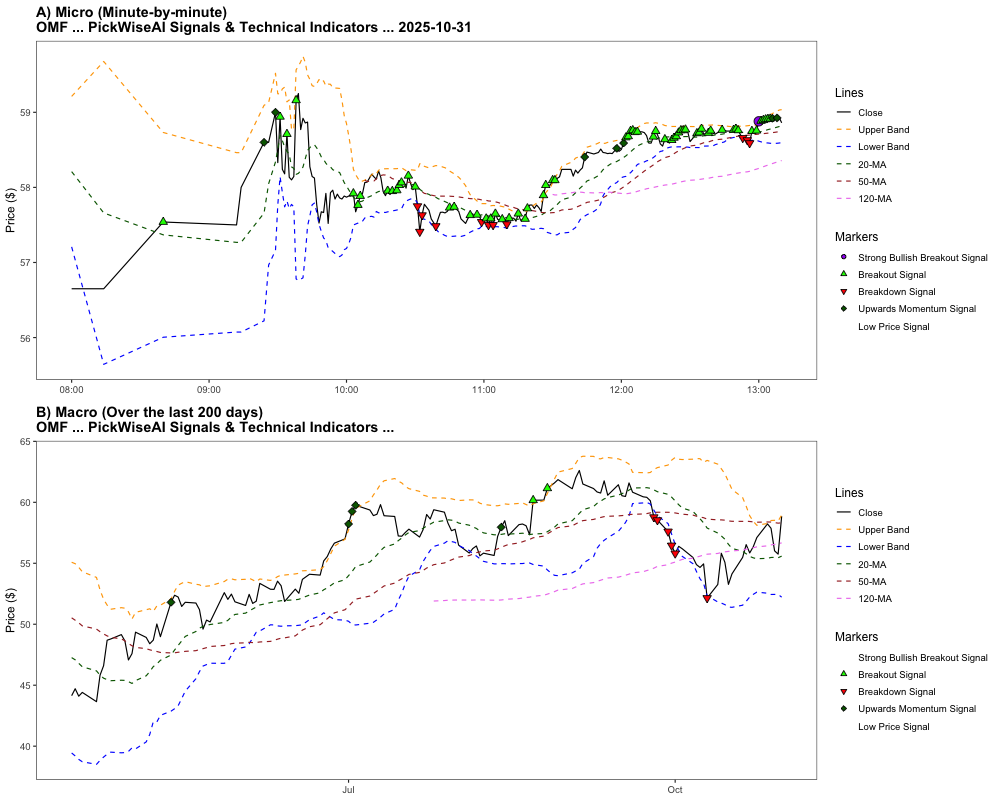 A) Micro (Minute-by-minute)
OMF ... PickWiseAI Signals & Technical Indicators ... 2025-10-31
Price ($)
59
58
57
56
08:00
09:00
10:00
11:00
12:00
13:00
Lines
Close
Upper Band
Lower Band
20-MA
50-MA
120-MA
Markers
Strong Bullish Breakout Signal
Breakout Signal
Breakdown Signal
Upwards Momentum Signal
Low Price Signal
B) Macro (Over the last 200 days)
OMF ... PickWiseAI Signals & Technical Indicators ...
Price ($)
65
60
55
50
45
40
Jul
Oct
Lines
Close
Upper Band
Lower Band
20-MA
50-MA
120-MA
Markers
Strong Bullish Breakout Signal
Breakout Signal
Breakdown Signal
Upwards Momentum Signal
Low Price Signal